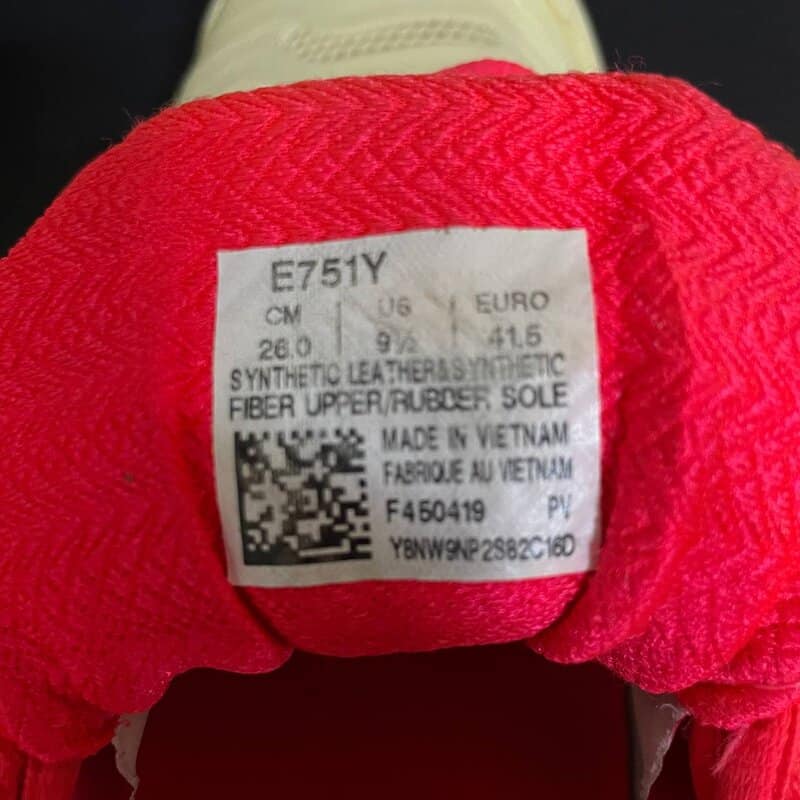 E751Y
CM | US | EURO
26.0 | 9½ | 41.5
SYNTHETIC LEATHER&SYNTHETIC
FIBER UPPER/RUBBER SOLE
MADE IN VIETNAM
FABRIQUE AU VIETNAM
F450419 PV
Y8NW9NP2S82C16D